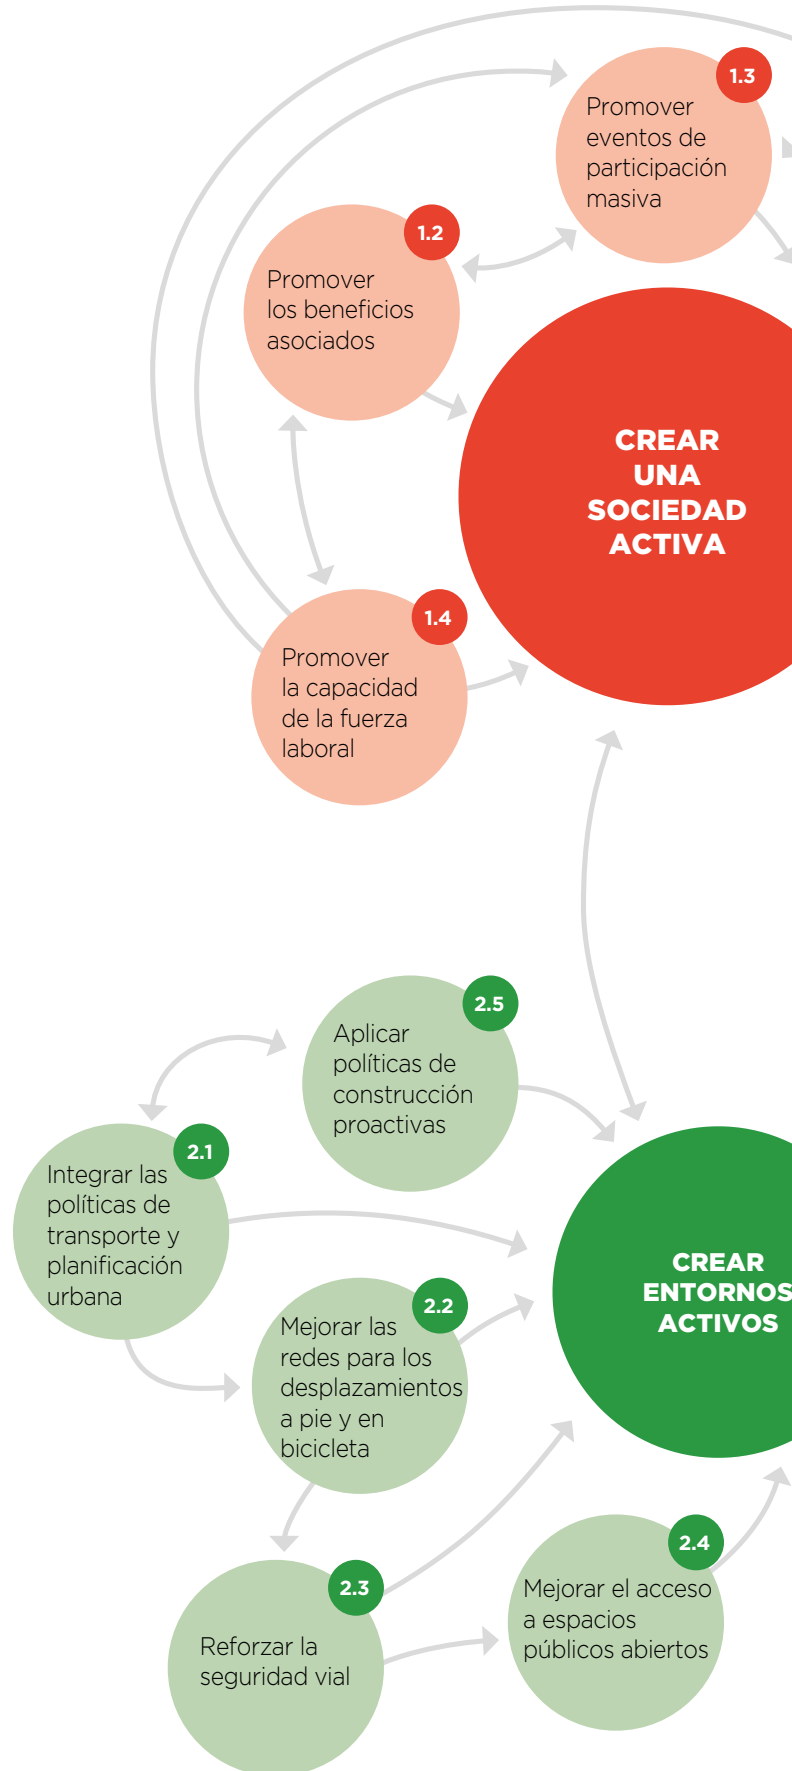 1.3
Promover
eventos de
participación
masiva
1.2
Promover
los beneficios
asociados
CREAR
UNA
SOCIEDAD
ACTIVA
1.4
Promover
la capacidad
de la fuerza
laboral
2.5
Aplicar
políticas de
construcción
proactivas
2.1
Integrar las
políticas de
transporte y
planificación
urbana
CREAR
ENTORNOS
ACTIVOS
2.2
Mejorar las
redes para los
desplazamientos
a pie y en
bicicleta
2.4
Mejorar el acceso
a espacios
públicos abiertos
2.3
Reforzar la
seguridad vial